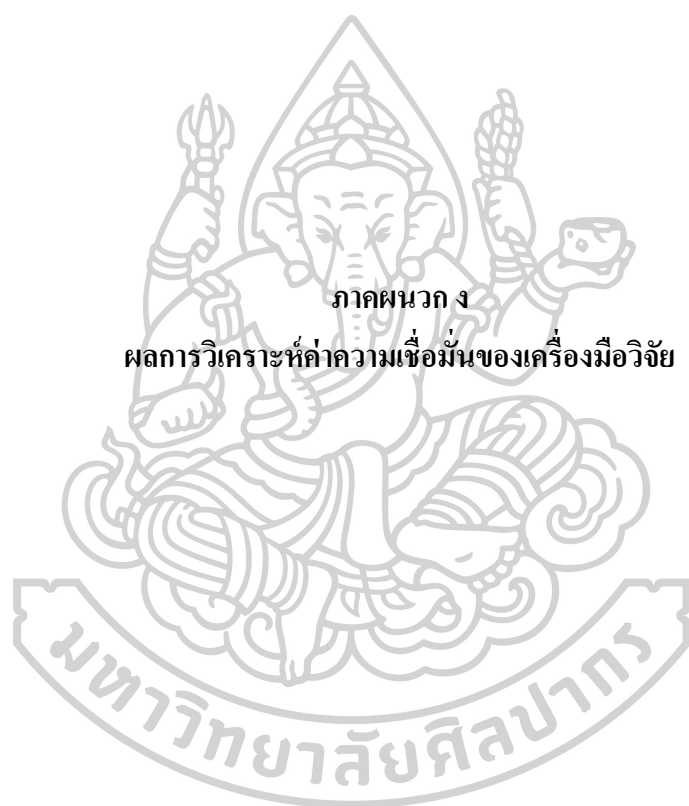 ภาคผนวก ง
ผลการวิเคราะห์ค่าความเชื่อมั่นของเครื่องมือวิจัย
มหาวิทยาลัยศิลปากร